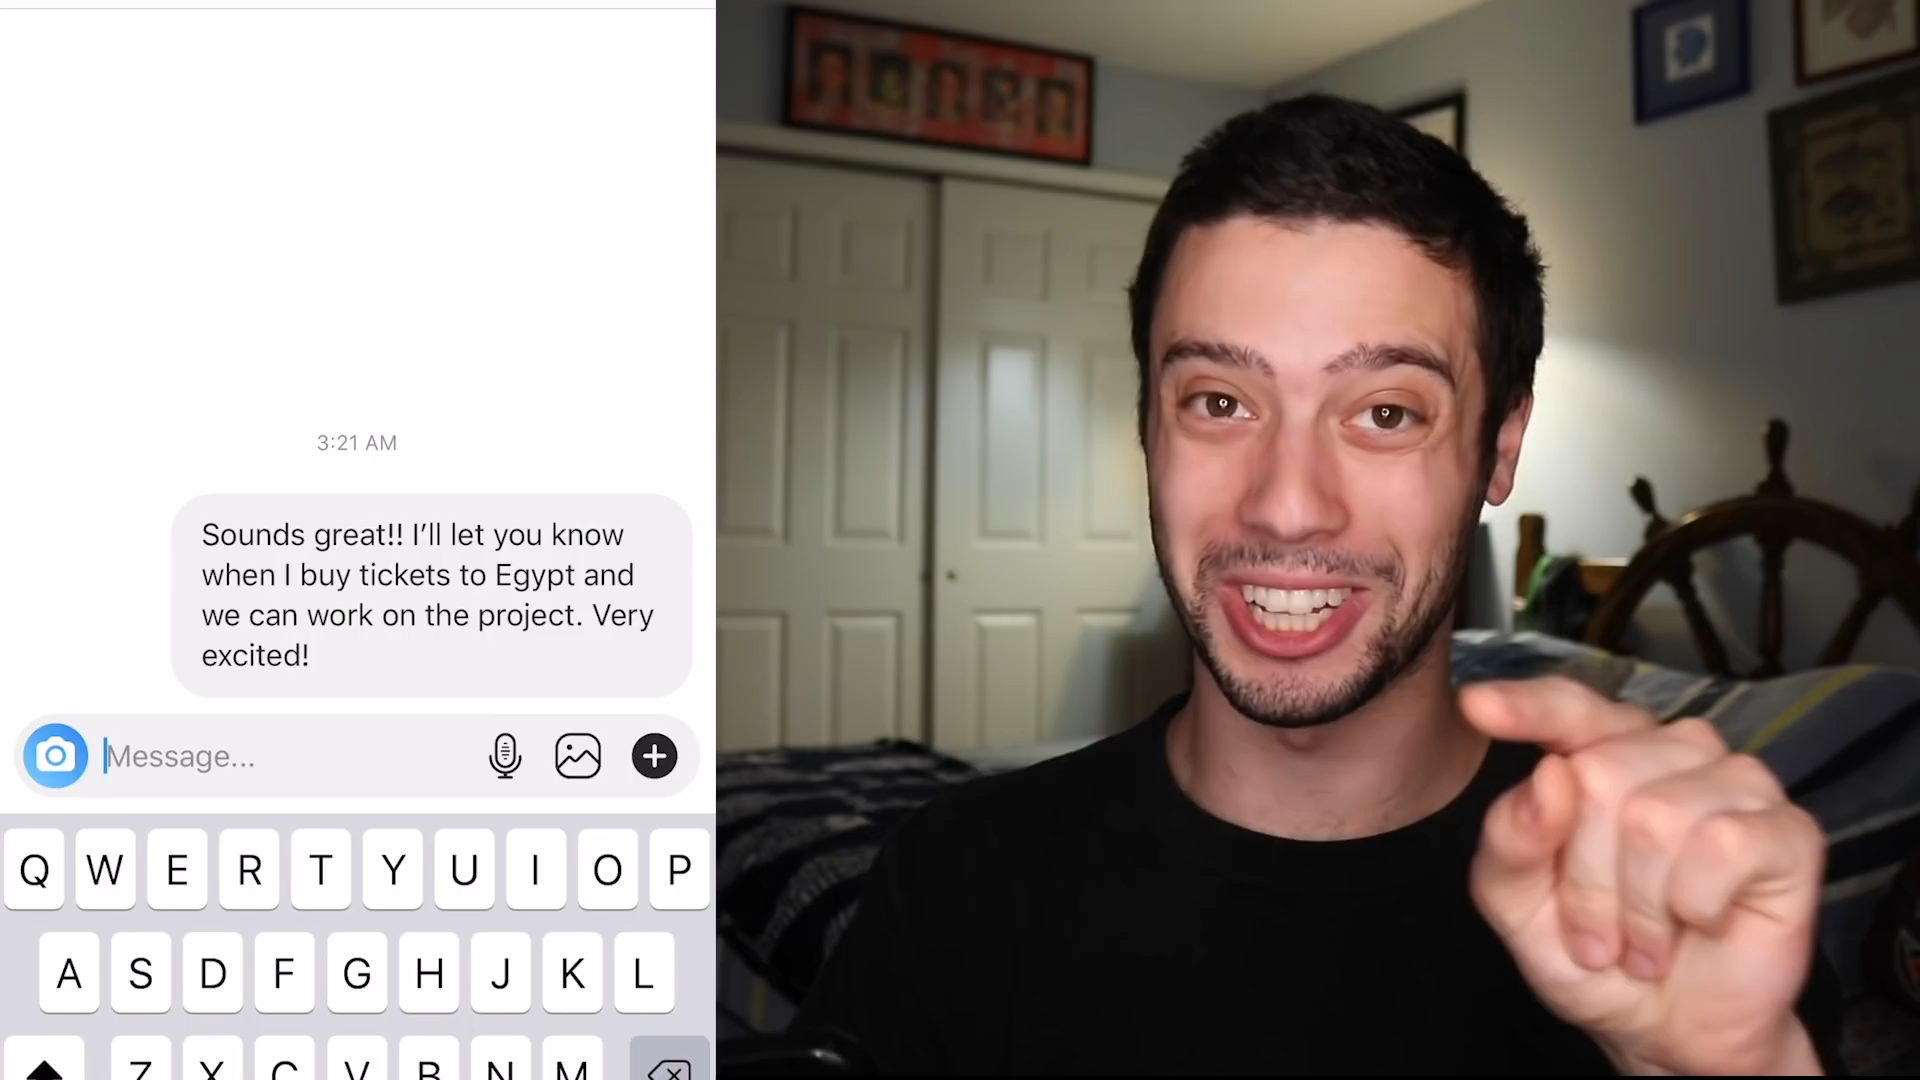 3:21 AM
Sounds great!! I’ll let you know
when I buy tickets to Egypt and
we can work on the project. Very
excited!
Message...
Q W E R T Y U I O P
A S D F G H J K L
Z X C V B N M